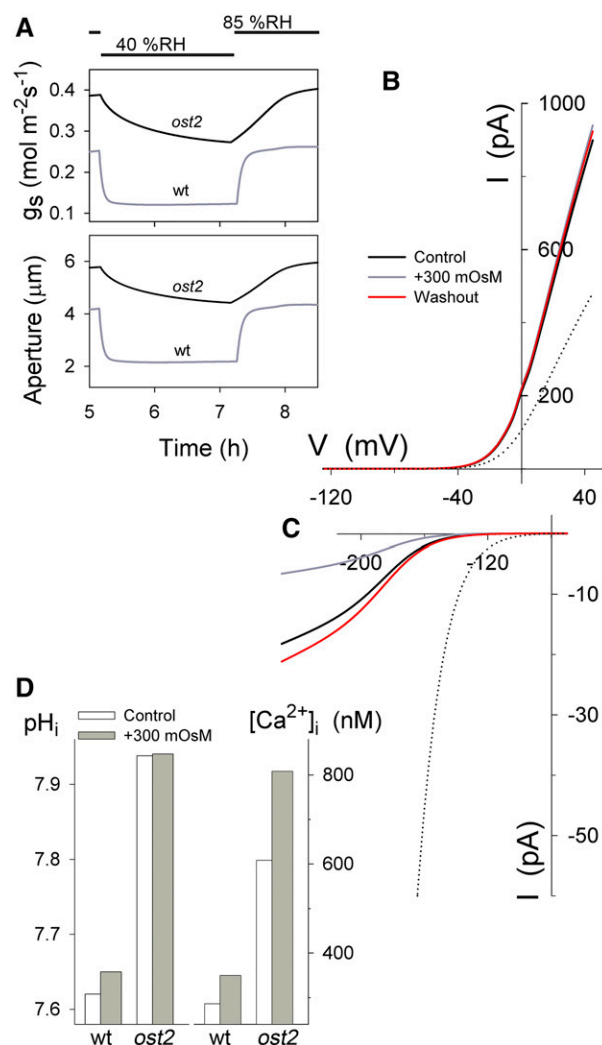 A
85 %RH
40 %RH
gs (mol m-2s-1)
0.4
0.3
0.2
0.1
ost2
wt
Aperture (μm)
6
4
2
ost2
wt
5 6 7 8
Time (h)
B
I (pA)
1000
600
200
Control
+300 mOsM
Washout
V (mV)
-120 -40 40
C
-200 -120
-10
-30
-50
I (pA)
D
pHi
Control
+300 mOsM
[Ca2+]i (nM)
7.9
7.8
7.7
7.6
800
600
400
wt ost2 wt ost2